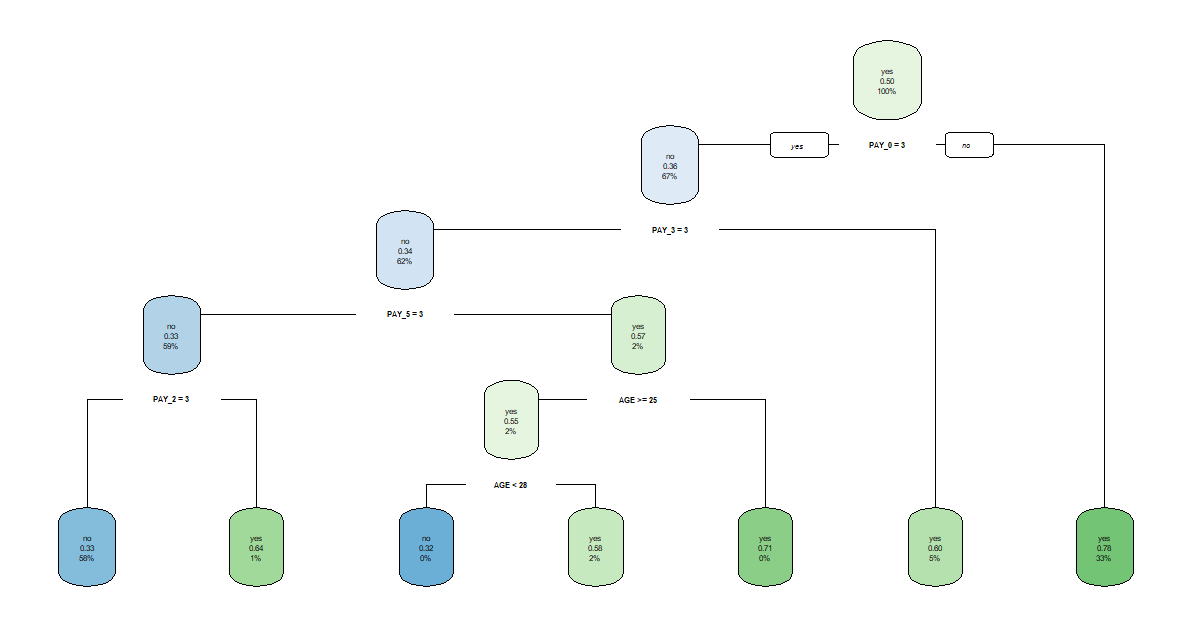 yes
0.50
100%
yes
PAY_0 = 3
no
no
0.36
67%
PAY_3 = 3
no
0.34
62%
PAY_5 = 3
no
0.33
59%
yes
0.57
2%
PAY_2 = 3
AGE >= 25
yes
0.55
2%
AGE < 28
no
0.33
58%
yes
0.64
1%
no
0.32
0%
yes
0.58
2%
yes
0.71
0%
yes
0.60
5%
yes
0.78
33%